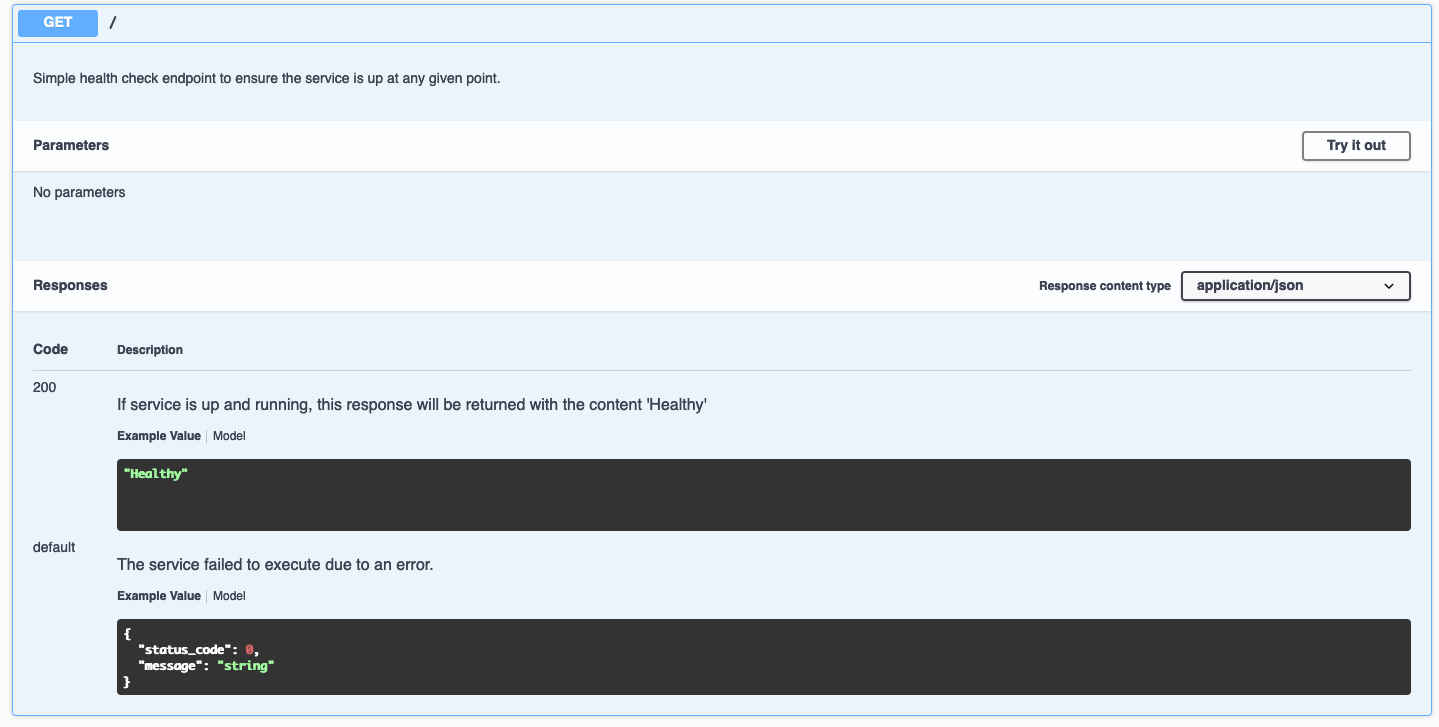 GET /
Simple health check endpoint to ensure the service is up at any given point.
Parameters
Try it out
No parameters
Responses
Response content type
application/json
Code Description
200
If service is up and running, this response will be returned with the content 'Healthy'
Example Value Model
"Healthy"
default
The service failed to execute due to an error.
Example Value Model
{
"status_code": 0,
"message": "string"
}